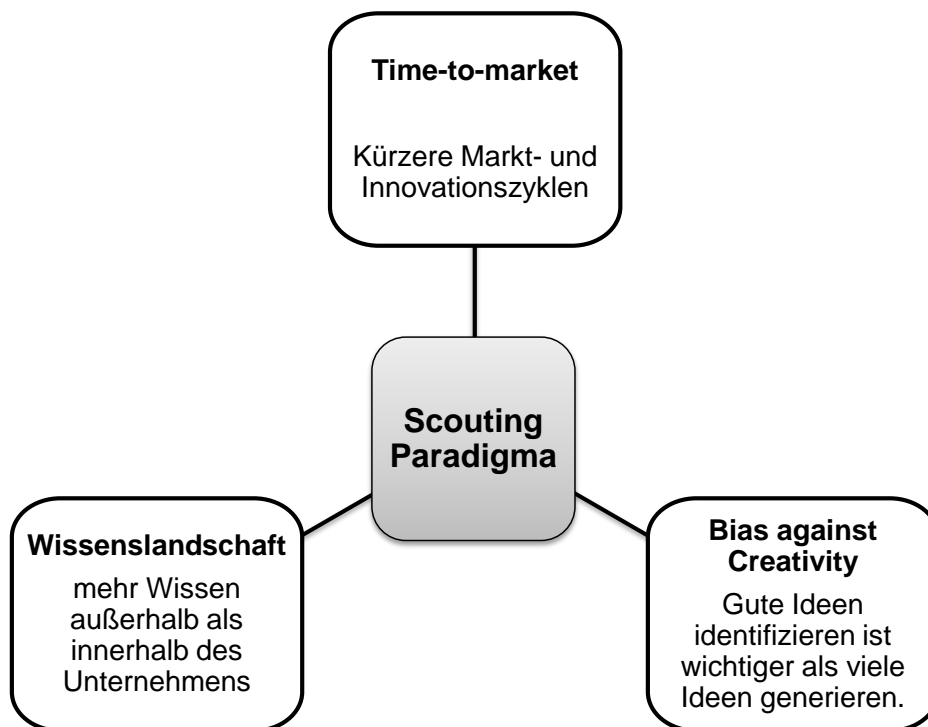 Time-to-market
Kürzere Markt- und
Innovationszyklen
Scouting
Paradigma
Wissenslandschaft
mehr Wissen
außerhalb als
innerhalb des
Unternehmens
Bias against
Creativity
Gute Ideen
identifizieren ist
wichtiger als viele
Ideen generieren.